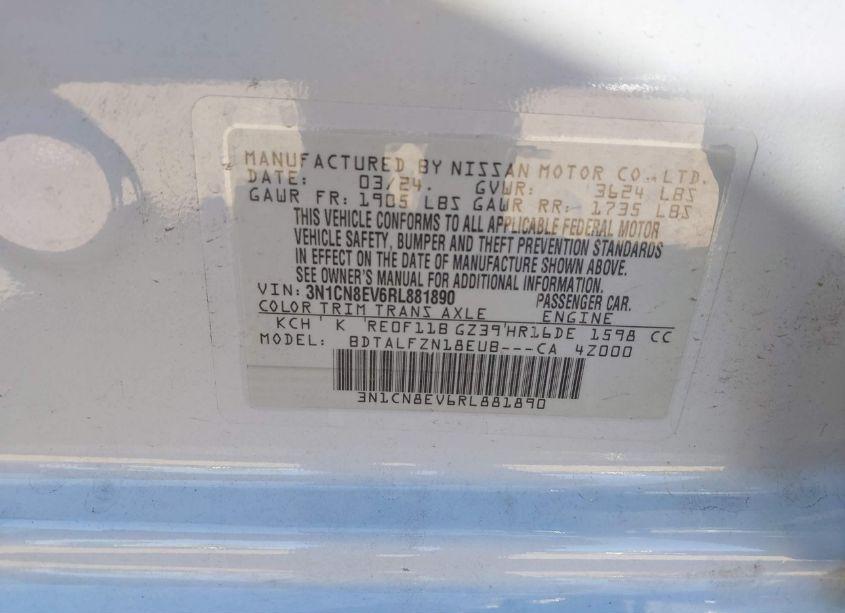 MANUFACTURED BY NISSAN MOTOR CO., LTD.
DATE: 03/24. GVWR: 3624 LBS
GAWR FR: 1905 LBS GAWR RR: 1735 LBS
THIS VEHICLE CONFORMS TO ALL APPLICABLE FEDERAL MOTOR
VEHICLE SAFETY, BUMPER AND THEFT PREVENTION STANDARDS
IN EFFECT ON THE DATE OF MANUFACTURE SHOWN ABOVE.
SEE OWNER'S MANUAL FOR ADDITIONAL INFORMATION.
VIN: 3N1CN8EV6RL881890 PASSENGER CAR.
COLOR TRIM TRANS AXLE ENGINE
KCH K RE0F11B GZ39 HR16DE 1598 CC
MODEL: BDTALFZN18EUB---CA 42000
3N1CN8EV6RL881890